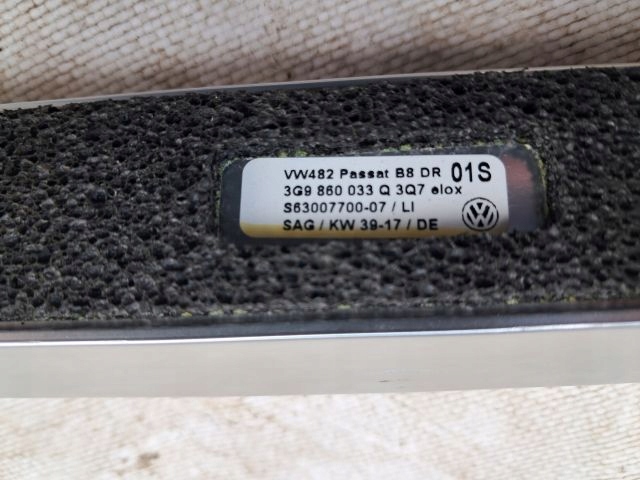 VW482 Passat B8 DR 01S
3G9 860 033 Q 3Q7 elox
S63007700-07 / LI
SAG / KW 39-17 / DE